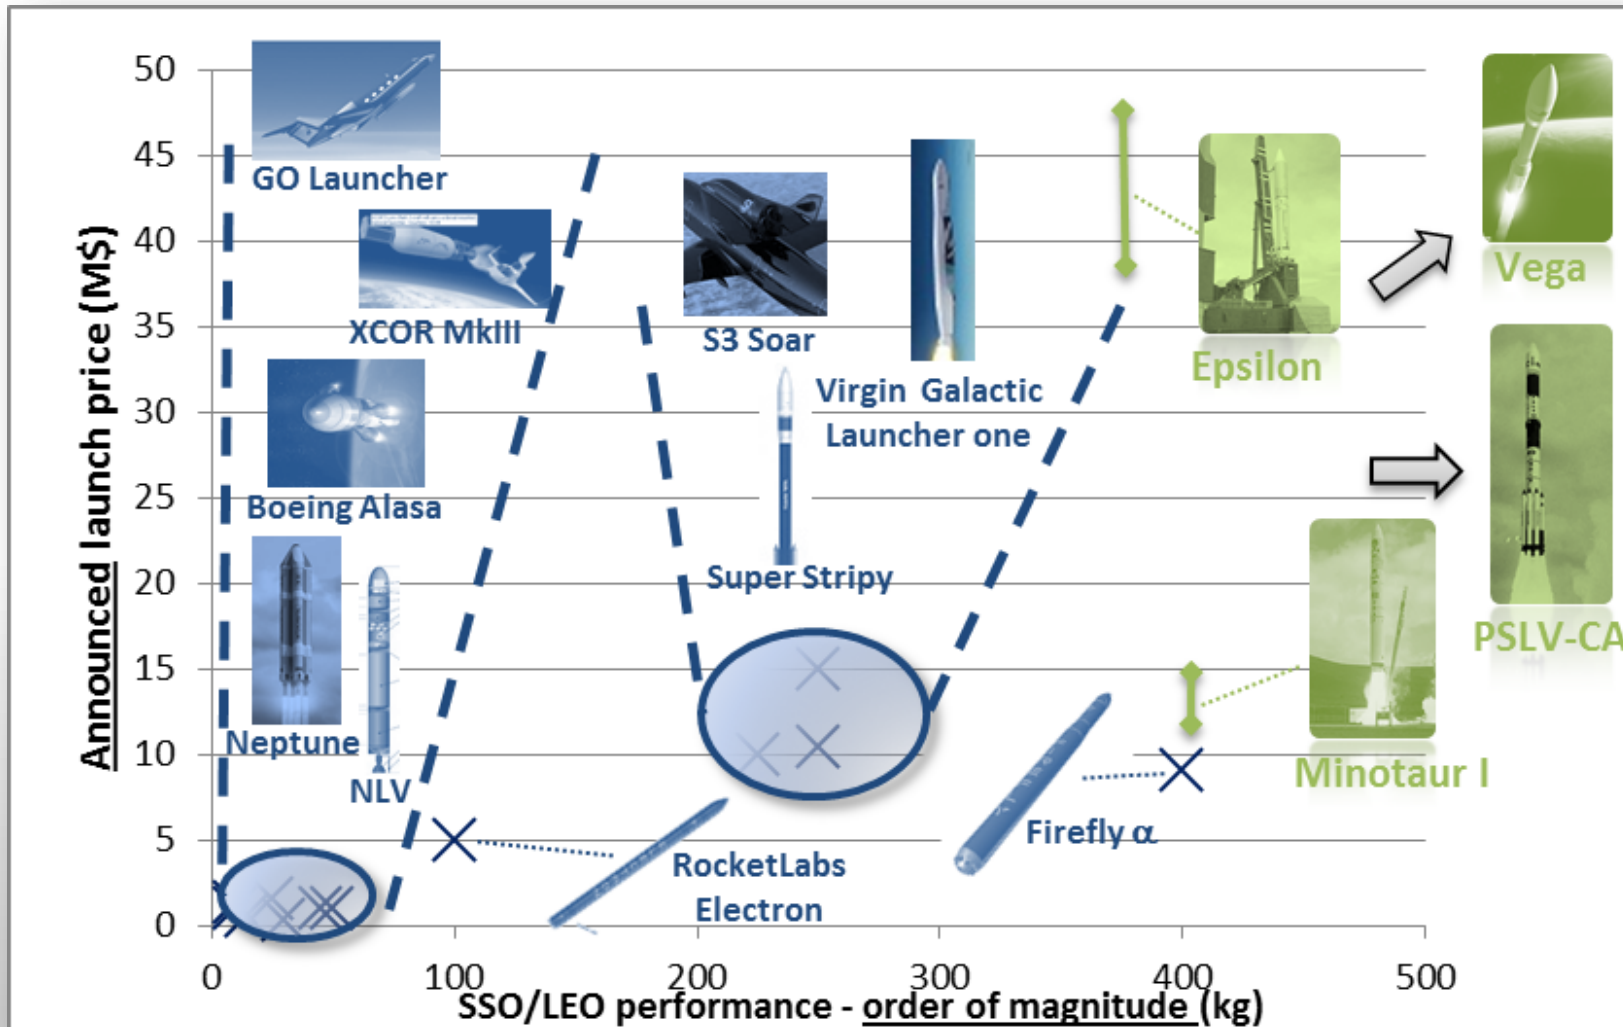 50
45
40
35
30
25
20
15
10
5
0
Announced launch price (M$)
GO Launcher
XCOR MkIII
Boeing Alasa
Neptune
NLV
S3 Soar
Virgin Galactic
Launcher one
Super Stripy
RocketLabs
Electron
Firefly α
Epsilon
Minotaur I
Vega
PSLV-CA
0
100
200
300
400
500
SSO/LEO performance - order of magnitude (kg)